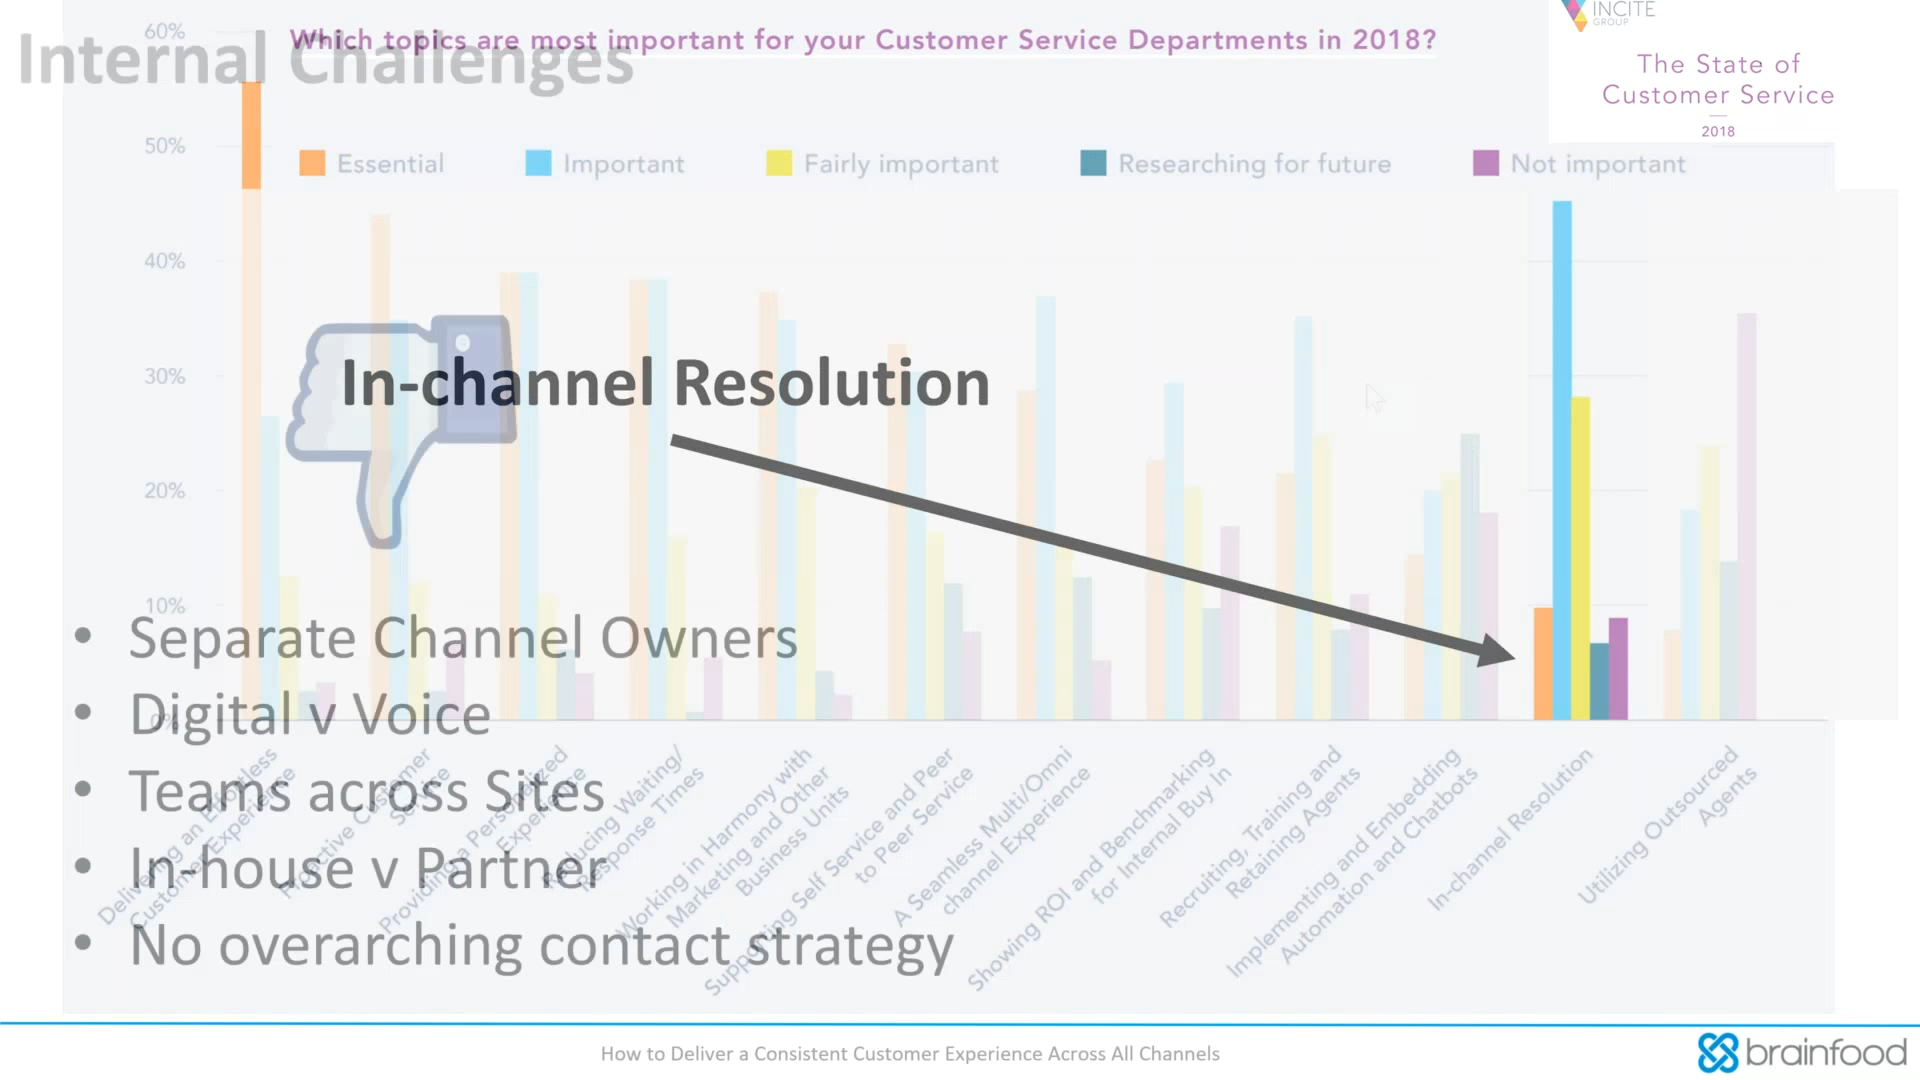 Internal Challenges
Which topics are most important for your Customer Service Departments in 2018?
INCITE
GROUP
The State of
Customer Service
2018
60%
50%
40%
30%
20%
10%
0%
Essential
Important
Fairly important
Researching for future
Not important
In-channel Resolution
• Separate Channel Owners
• Digital v Voice
• Teams across Sites
• In-house v Partner
• No overarching contact strategy
Delivering an Effortless
Customer Experience
Proactive Customer
Service
Providing a Personalized
Experience
Reducing Waiting/
Response Times
Working in Harmony with
Marketing and Other
Business Units
Supporting Self Service and Peer
to Peer Service
A Seamless Multi/Omni
channel Experience
Showing ROI and Benchmarking
for Internal Buy In
Recruiting, Training and
Retaining Agents
Implementing and Embedding
Automation and Chatbots
In-channel Resolution
Utilizing Outsourced
Agents
How to Deliver a Consistent Customer Experience Across All Channels
brainfood